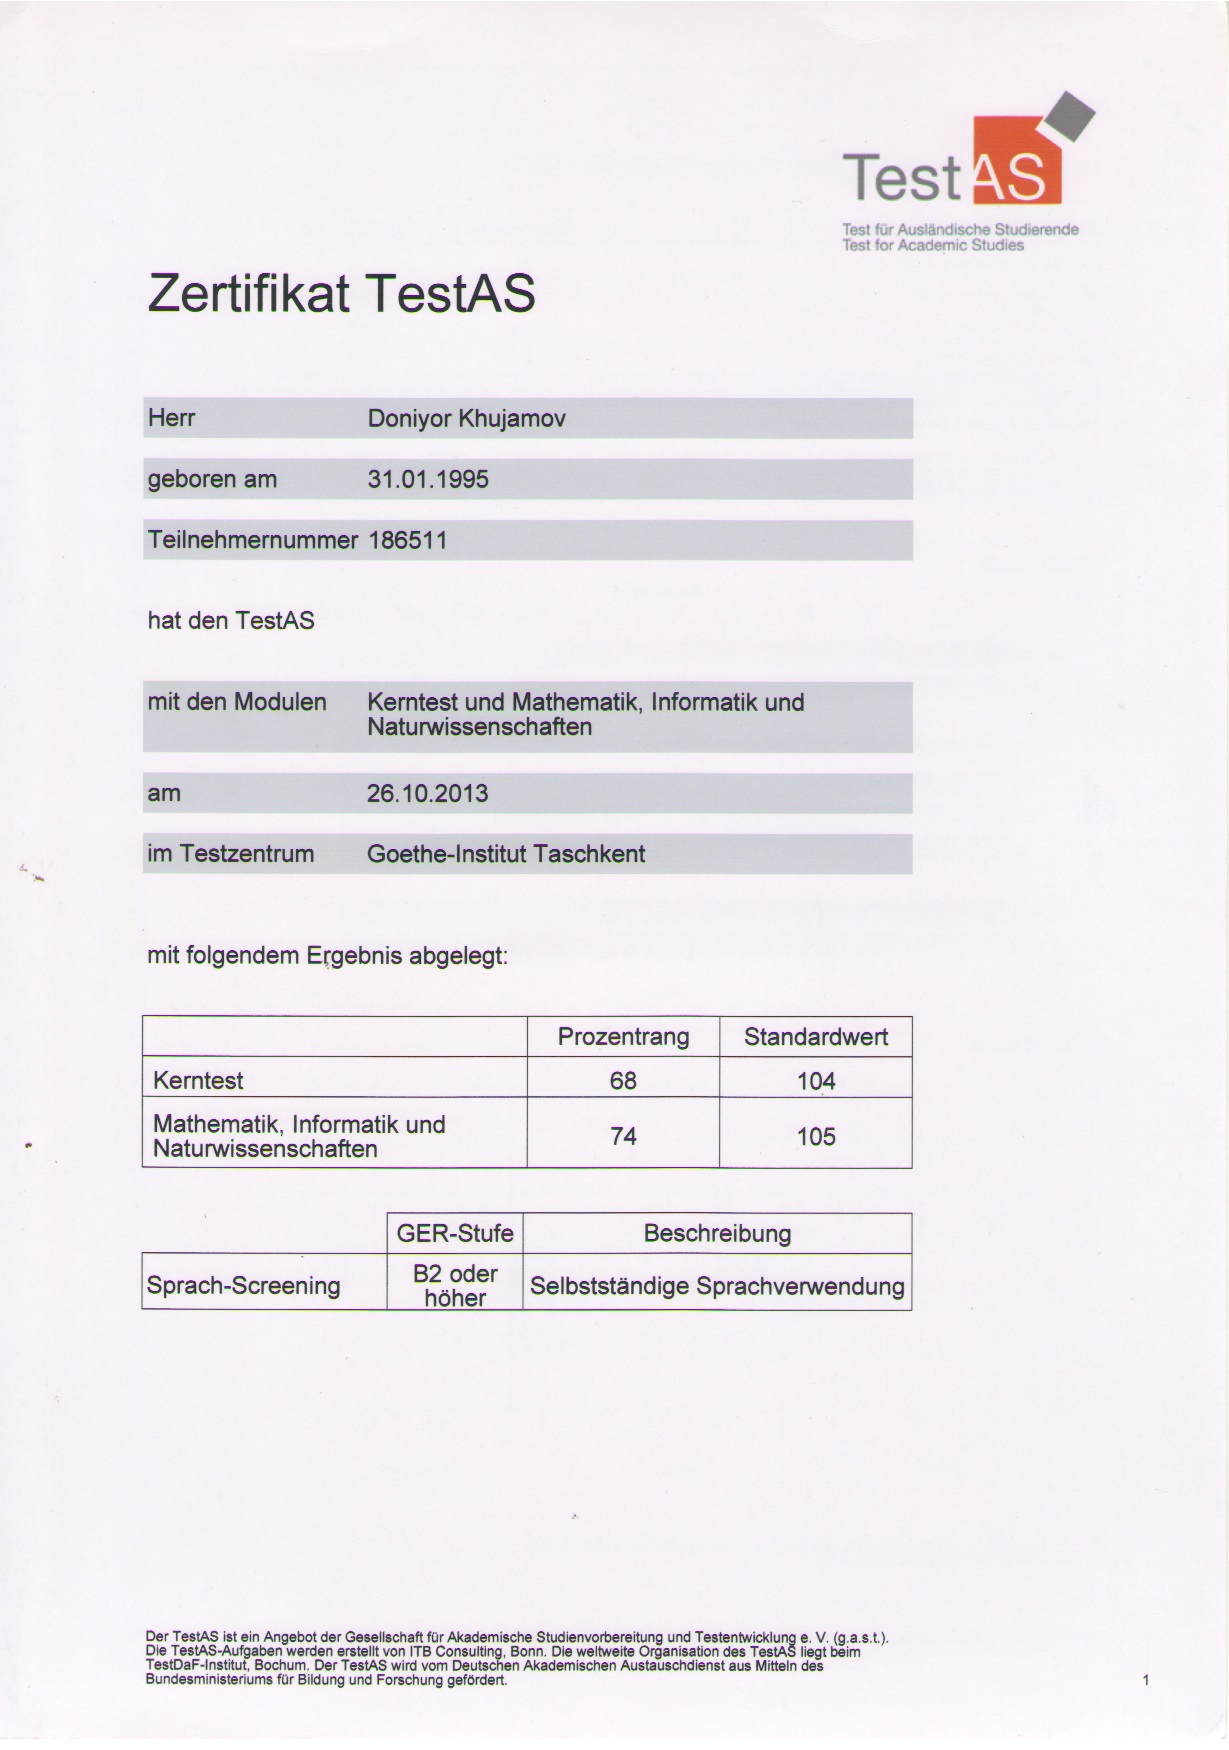 TestAS
Test für Ausländische Studierende
Test for Academic Studies
Zertifikat TestAS
Herr Doniyor Khujamov
geboren am 31.01.1995
Teilnehmernummer 186511
hat den TestAS
mit den Modulen Kerntest und Mathematik, Informatik und
Naturwissenschaften
am 26.10.2013
im Testzentrum Goethe-Institut Taschkent
mit folgendem Ergebnis abgelegt:
Prozentrang Standardwert
Kerntest 68 104
Mathematik, Informatik und
Naturwissenschaften 74 105
GER-Stufe Beschreibung
Sprach-Screening B2 oder
höher Selbstständige Sprachverwendung
Der TestAS ist ein Angebot der Gesellschaft für Akademische Studienvorbereitung und Testentwicklung e. V. (g.a.s.t.).
Die TestAS-Aufgaben werden erstellt von ITB Consulting, Bonn. Die weltweite Organisation des TestAS liegt beim
TestDaF-Institut, Bochum. Der TestAS wird vom Deutschen Akademischen Austauschdienst aus Mitteln des
Bundesministeriums für Bildung und Forschung gefördert.
1